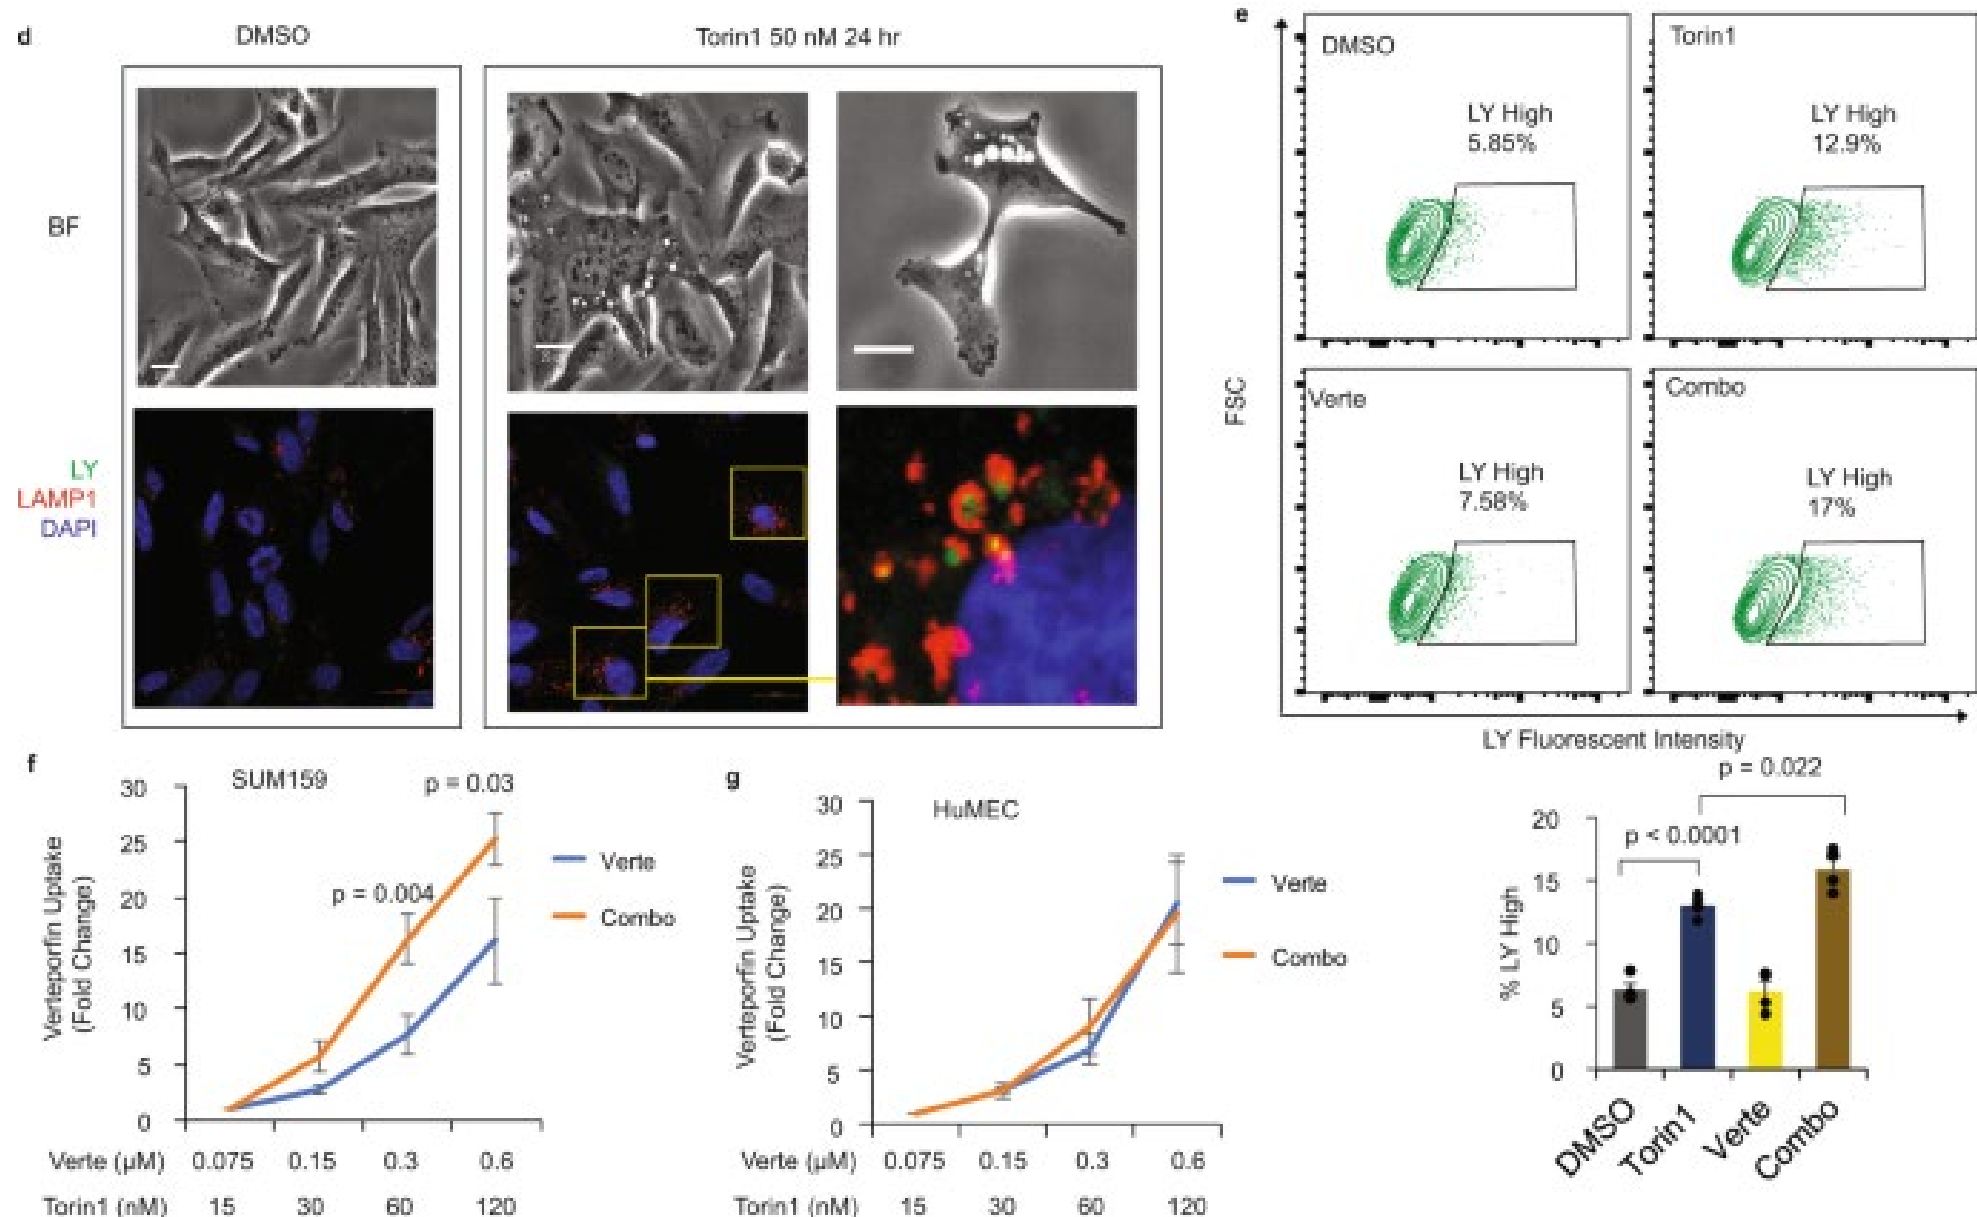 d
DMSO
Torin1 50 nM 24 hr
BF
LY
LAMP1
DAPI
e
DMSO
LY High
5.85%
Torin1
LY High
12.9%
Verte
LY High
7.58%
Combo
LY High
17%
FSC
LY Fluorescent Intensity
p = 0.022
p < 0.0001
% LY High
20
15
10
5
0
DMSO
Torin1
Verte
Combo
f
SUM159
p = 0.03
p = 0.004
Verteporfin Uptake
(Fold Change)
30
25
20
15
10
5
0
Verte
Combo
Verte (µM) 0.075 0.15 0.3 0.6
Torin1 (nM) 15 30 60 120
g
HuMEC
Verteporfin Uptake
(Fold Change)
30
25
20
15
10
5
0
Verte
Combo
Verte (µM) 0.075 0.15 0.3 0.6
Torin1 (nM) 15 30 60 120